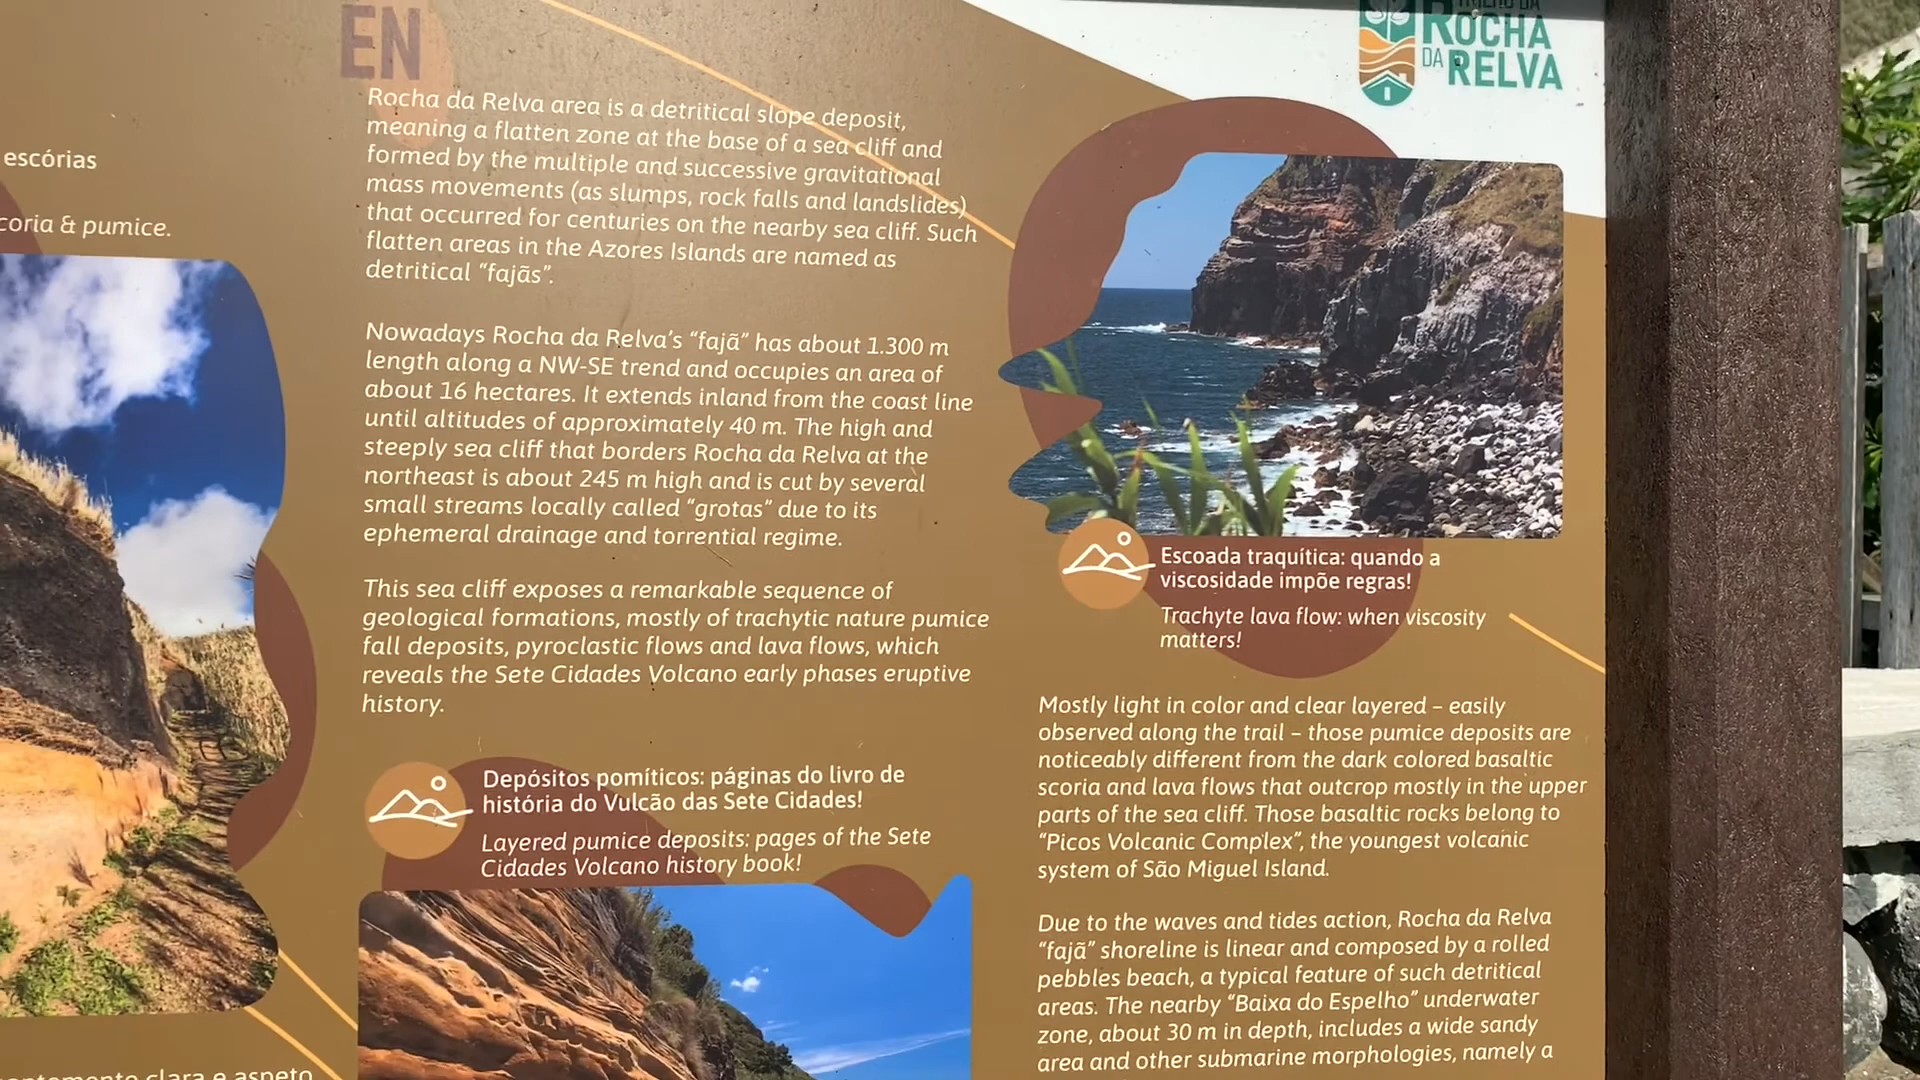 escórias
coria & pumice.
EN
Rocha da Relva area is a detritical slope deposit,
meaning a flatten zone at the base of a sea cliff and
formed by the multiple and successive gravitational
mass movements (as slumps, rock falls and landslides)
that occurred for centuries on the nearby sea cliff. Such
flatten areas in the Azores Islands are named as
detritical “fajãs”.
Nowadays Rocha da Relva’s “fajã” has about 1.300 m
length along a NW-SE trend and occupies an area of
about 16 hectares. It extends inland from the coast line
until altitudes of approximately 40 m. The high and
steeply sea cliff that borders Rocha da Relva at the
northeast is about 245 m high and is cut by several
small streams locally called “grotas” due to its
ephemeral drainage and torrential regime.
This sea cliff exposes a remarkable sequence of
geological formations, mostly of trachytic nature pumice
fall deposits, pyroclastic flows and lava flows, which
reveals the Sete Cidades Volcano early phases eruptive
history.
Depósitos pomíticos: páginas do livro de
história do Vulcão das Sete Cidades!
Layered pumice deposits: pages of the Sete
Cidades Volcano history book!
clara e aspeto
TRILHO DA
ROCHA
DA RELVA
Escoada traquítica: quando a
viscosidade impõe regras!
Trachyte lava flow: when viscosity
matters!
Mostly light in color and clear layered – easily
observed along the trail – those pumice deposits are
noticeably different from the dark colored basaltic
scoria and lava flows that outcrop mostly in the upper
parts of the sea cliff. Those basaltic rocks belong to
“Picos Volcanic Complex”, the youngest volcanic
system of São Miguel Island.
Due to the waves and tides action, Rocha da Relva
“fajã” shoreline is linear and composed by a rolled
pebbles beach, a typical feature of such detritical
areas. The nearby “Baixa do Espelho” underwater
zone, about 30 m in depth, includes a wide sandy
area and other submarine morphologies, namely a